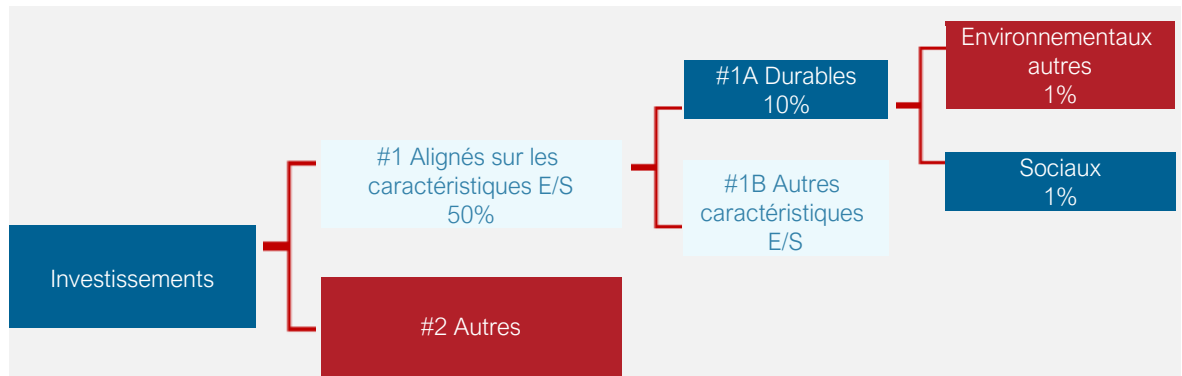 Investissements
#1 Alignés sur les
caractéristiques E/S
50%
#2 Autres
#1A Durables
10%
#1B Autres
caractéristiques
E/S
Environnementaux
autres
1%
Sociaux
1%